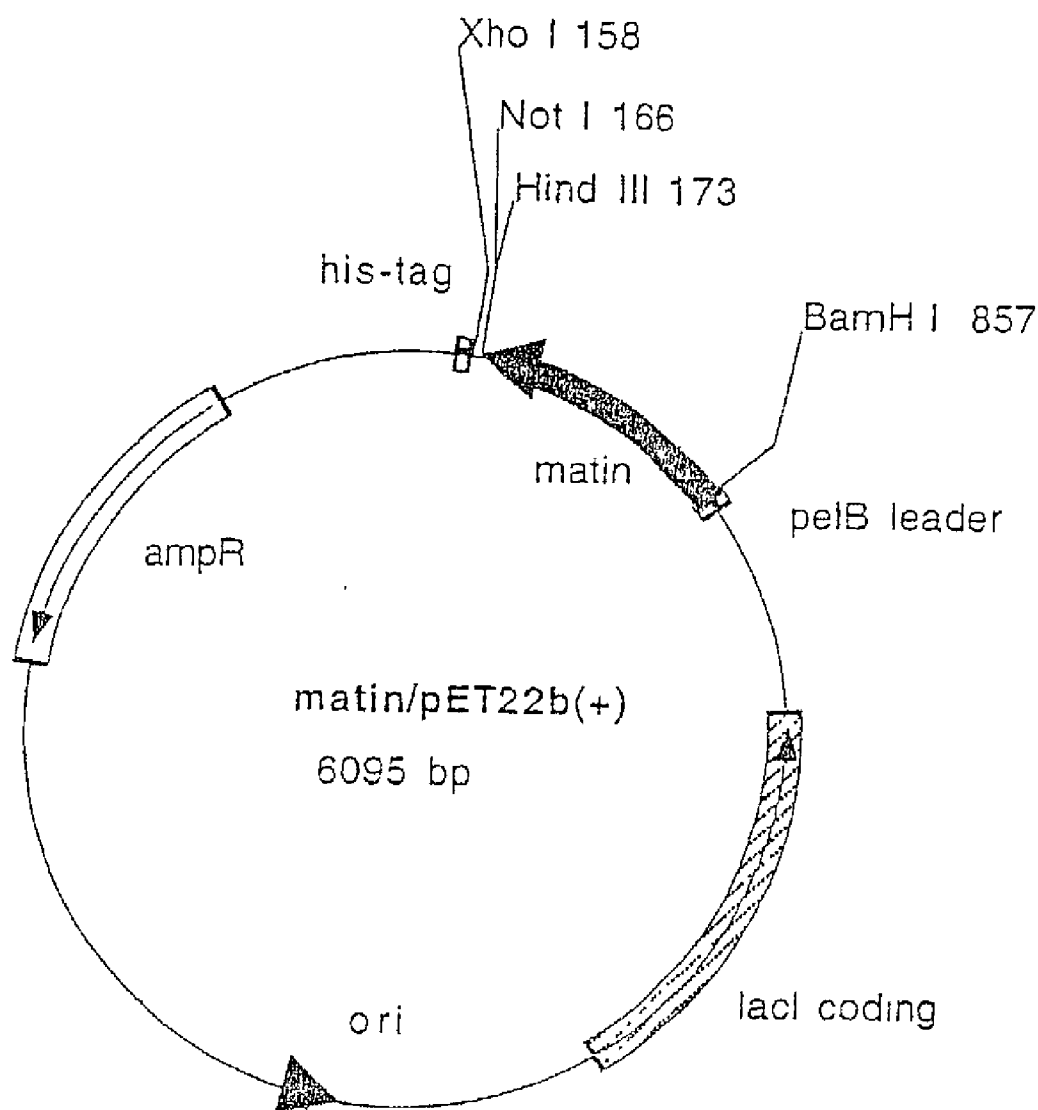 Xho I 158
Not I 166
Hind III 173
his-tag
BamH I 857
matin
pelB leader
ampR
matin/pET22b(+)
6095 bp
lacI coding
ori